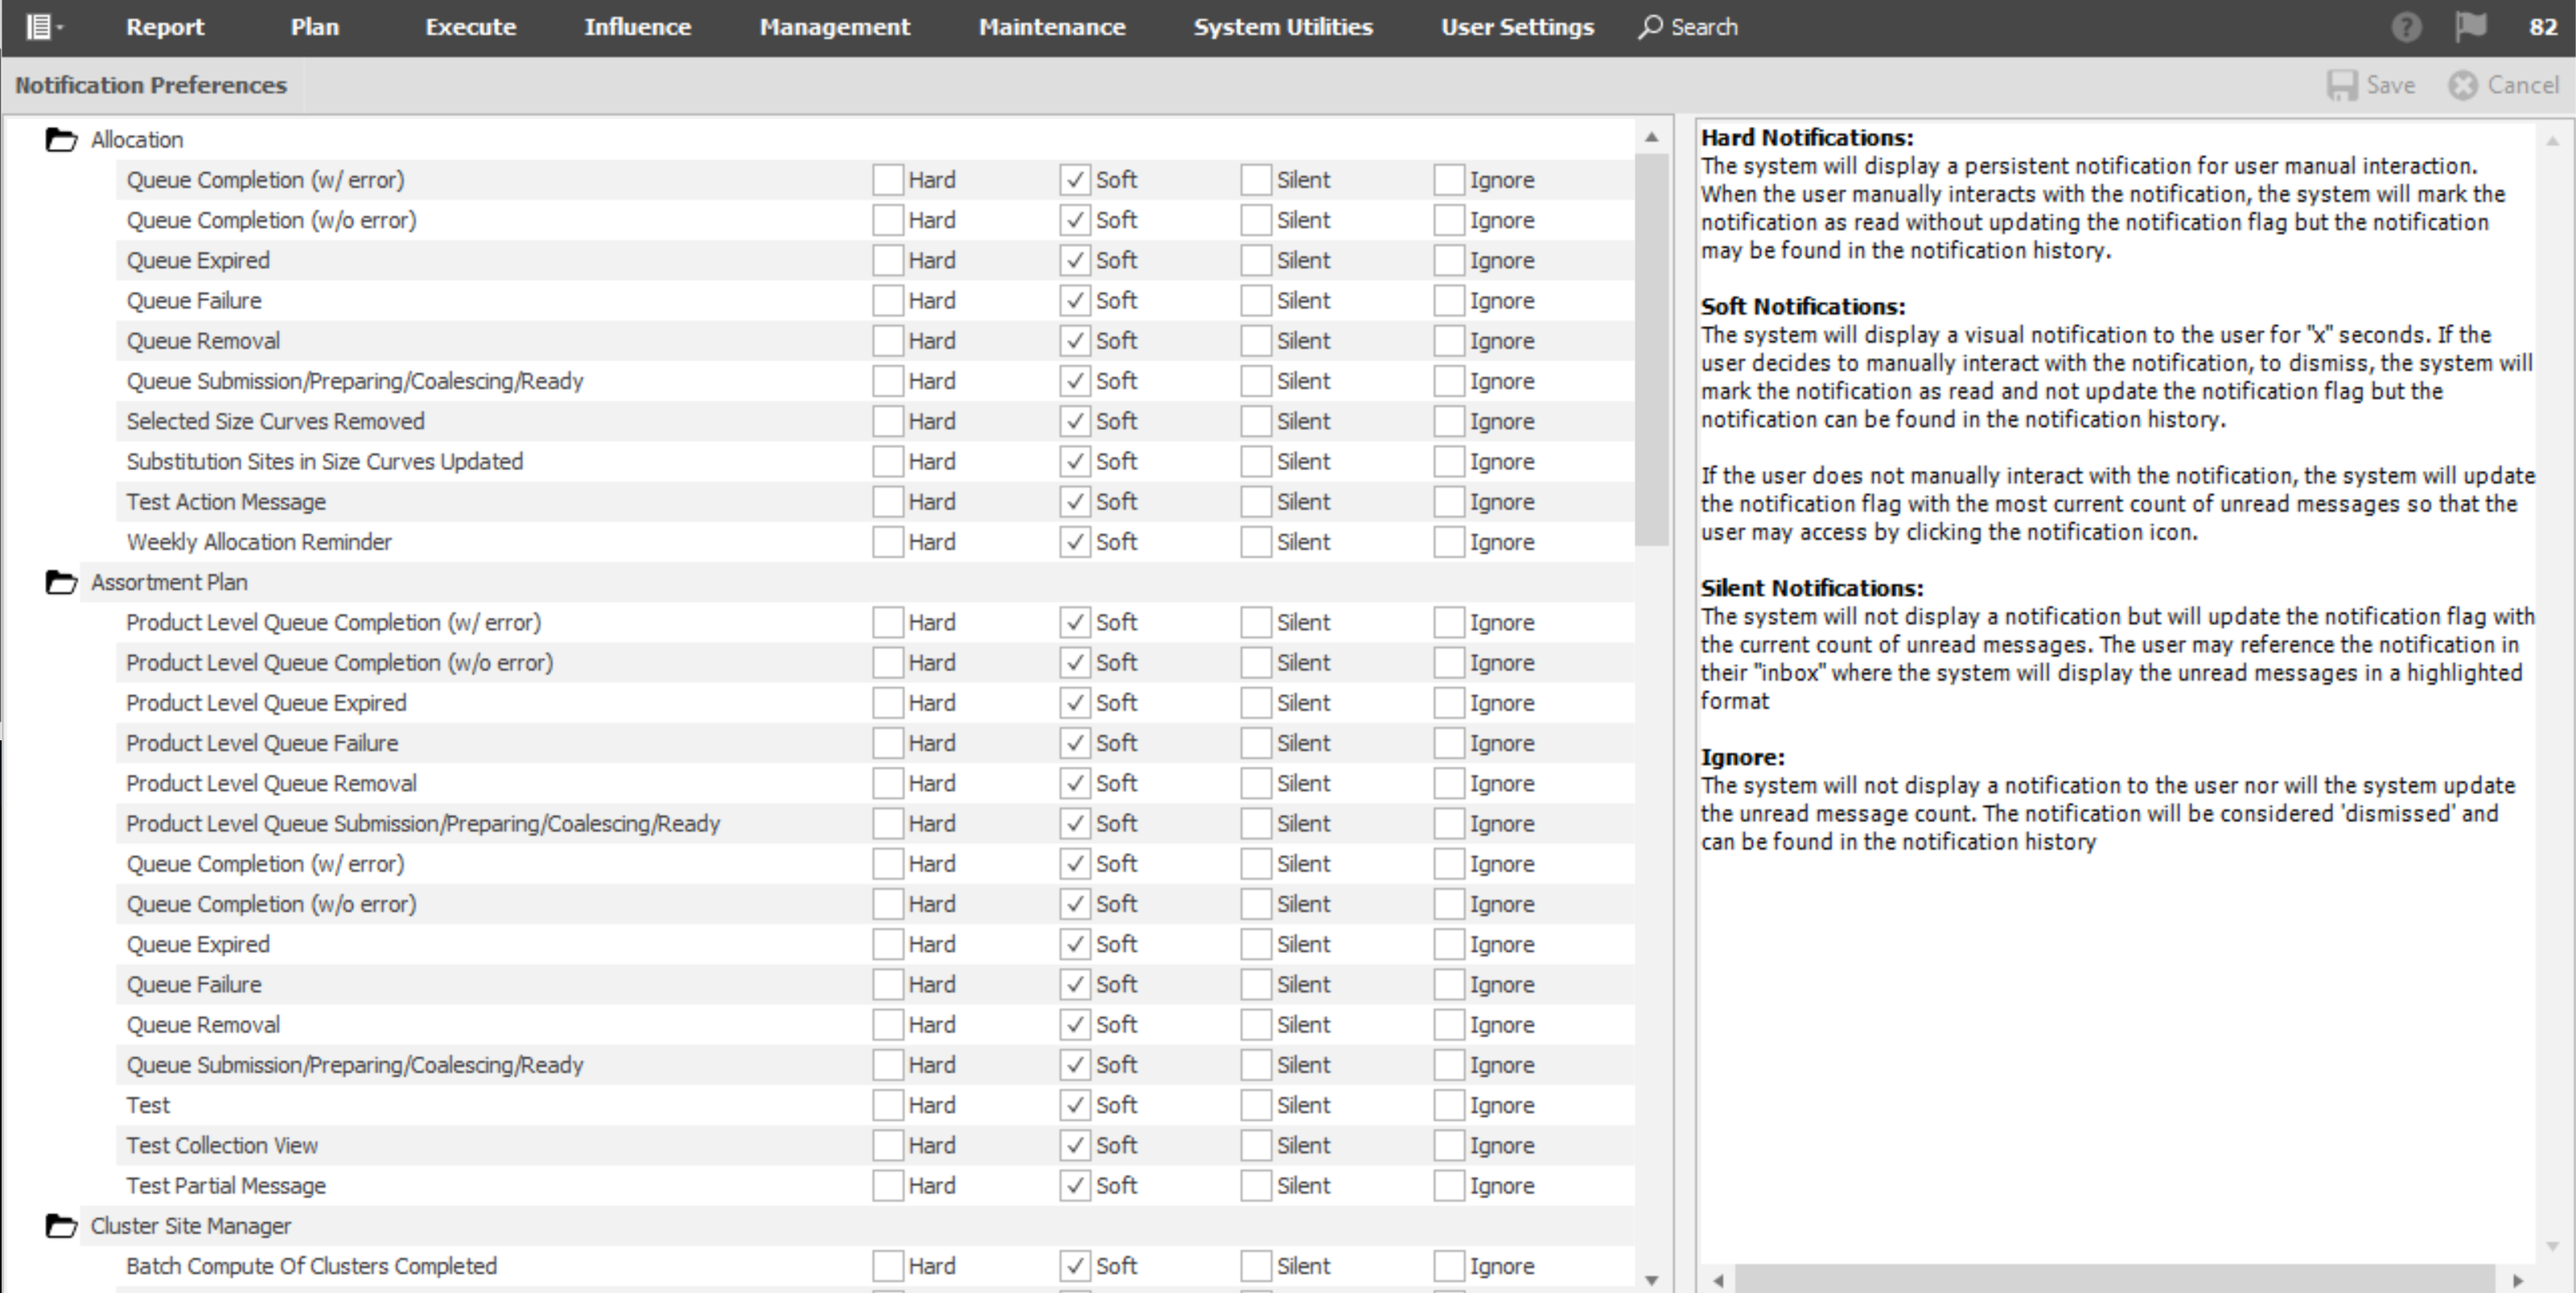 Report Plan Execute Influence Management Maintenance System Utilities User Settings Search 82
Notification Preferences Save Cancel
Allocation
Queue Completion (w/ error) Hard Soft Silent Ignore
Queue Completion (w/o error) Hard Soft Silent Ignore
Queue Expired Hard Soft Silent Ignore
Queue Failure Hard Soft Silent Ignore
Queue Removal Hard Soft Silent Ignore
Queue Submission/Preparing/Coalescing/Ready Hard Soft Silent Ignore
Selected Size Curves Removed Hard Soft Silent Ignore
Substitution Sites in Size Curves Updated Hard Soft Silent Ignore
Test Action Message Hard Soft Silent Ignore
Weekly Allocation Reminder Hard Soft Silent Ignore
Assortment Plan
Product Level Queue Completion (w/ error) Hard Soft Silent Ignore
Product Level Queue Completion (w/o error) Hard Soft Silent Ignore
Product Level Queue Expired Hard Soft Silent Ignore
Product Level Queue Failure Hard Soft Silent Ignore
Product Level Queue Removal Hard Soft Silent Ignore
Product Level Queue Submission/Preparing/Coalescing/Ready Hard Soft Silent Ignore
Queue Completion (w/ error) Hard Soft Silent Ignore
Queue Completion (w/o error) Hard Soft Silent Ignore
Queue Expired Hard Soft Silent Ignore
Queue Failure Hard Soft Silent Ignore
Queue Removal Hard Soft Silent Ignore
Queue Submission/Preparing/Coalescing/Ready Hard Soft Silent Ignore
Test Hard Soft Silent Ignore
Test Collection View Hard Soft Silent Ignore
Test Partial Message Hard Soft Silent Ignore
Cluster Site Manager
Batch Compute Of Clusters Completed Hard Soft Silent Ignore
Hard Notifications:
The system will display a persistent notification for user manual interaction.
When the user manually interacts with the notification, the system will mark the
notification as read without updating the notification flag but the notification
may be found in the notification history.
Soft Notifications:
The system will display a visual notification to the user for "x" seconds. If the
user decides to manually interact with the notification, to dismiss, the system will
mark the notification as read and not update the notification flag but the
notification can be found in the notification history.
If the user does not manually interact with the notification, the system will update
the notification flag with the most current count of unread messages so that the
user may access by clicking the notification icon.
Silent Notifications:
The system will not display a notification but will update the notification flag with
the current count of unread messages. The user may reference the notification in
their "inbox" where the system will display the unread messages in a highlighted
format
Ignore:
The system will not display a notification to the user nor will the system update
the unread message count. The notification will be considered 'dismissed' and
can be found in the notification history